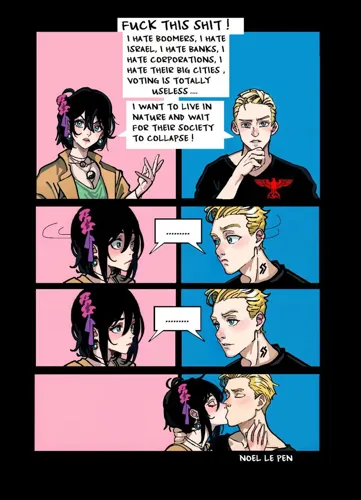 FUCK THIS SHIT !
I HATE BOOMERS, I HATE
ISRAEL, I HATE BANKS, I
HATE CORPORATIONS, I
HATE THEIR BIG CITIES ,
VOTING IS TOTALLY
USELESS ....
I WANT TO LIVE IN
NATURE AND WAIT
FOR THEIR SOCIETY
TO COLLAPSE !
.........
.........
NOEL LE PEN